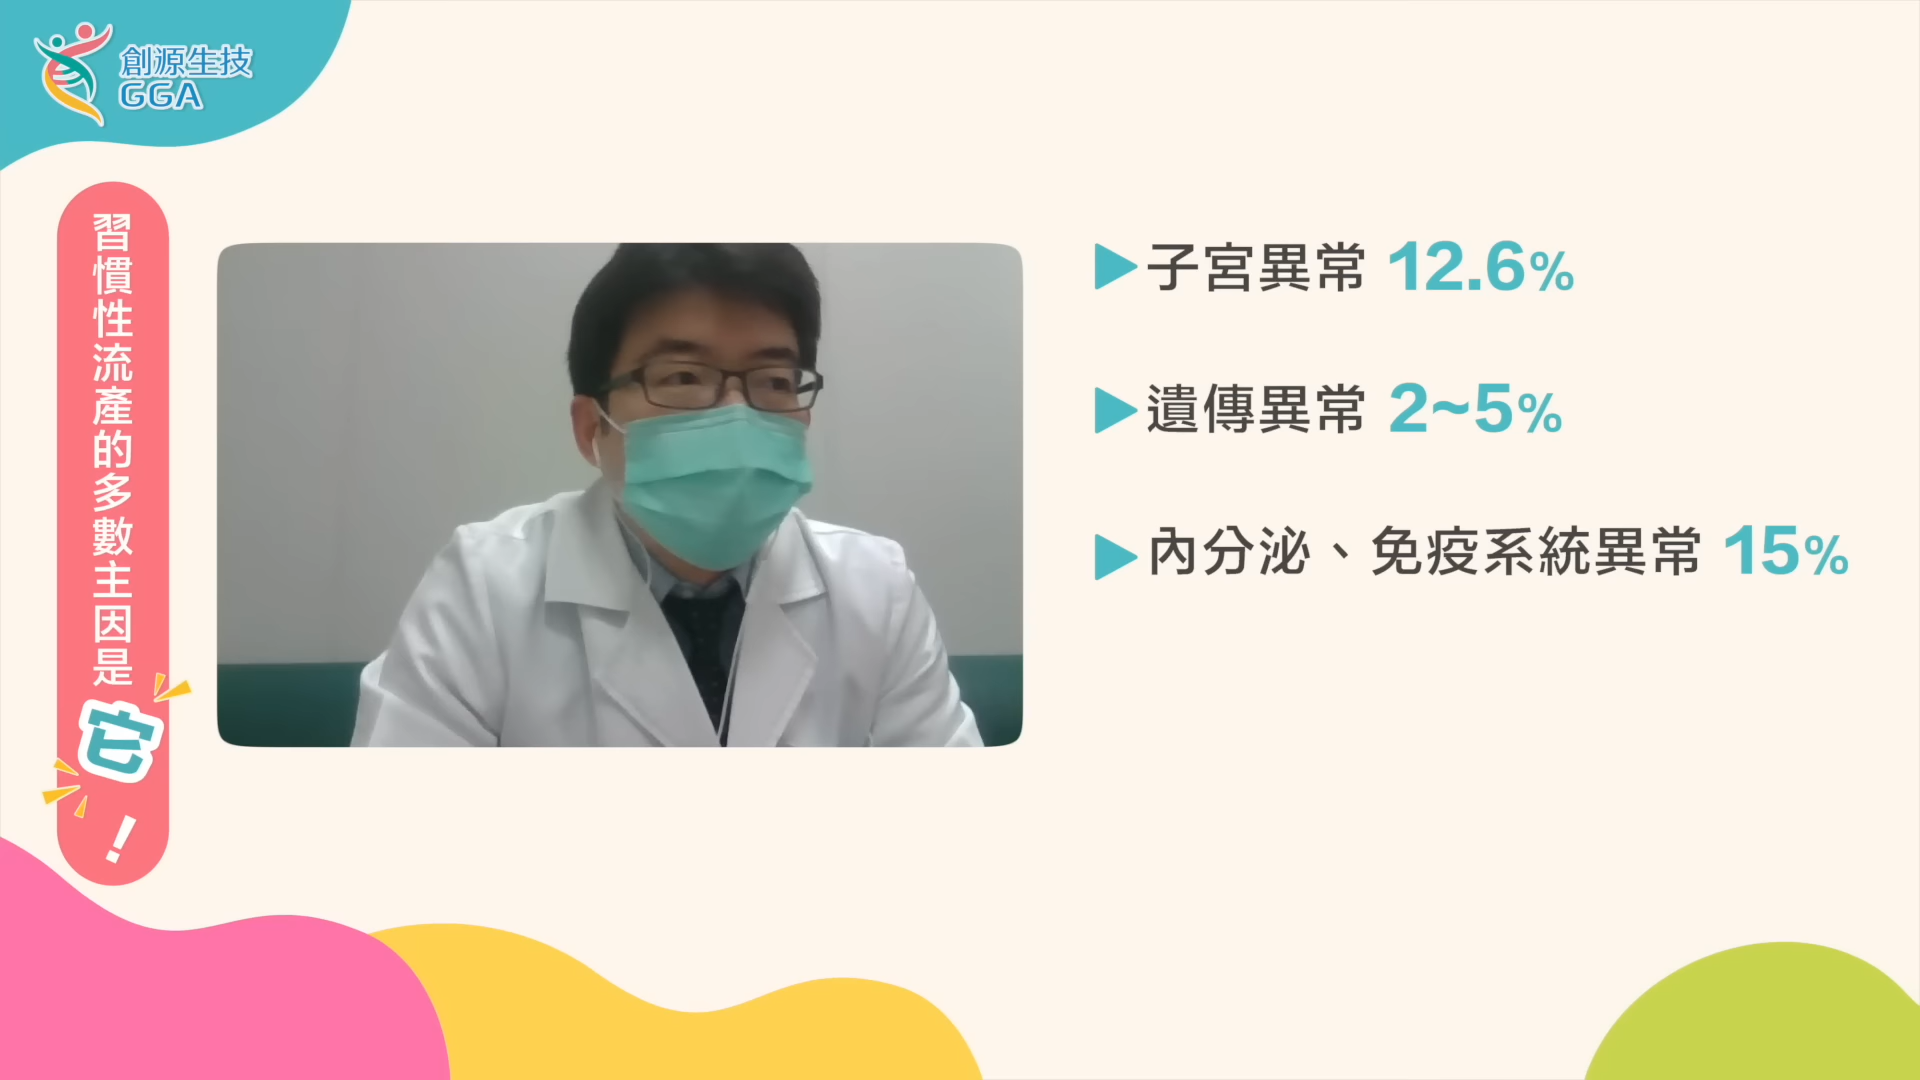 創源生技
GGA
習慣性流產的多數主因是
它
！
子宮異常 12.6%
遺傳異常 2~5%
內分泌、免疫系統異常 15%